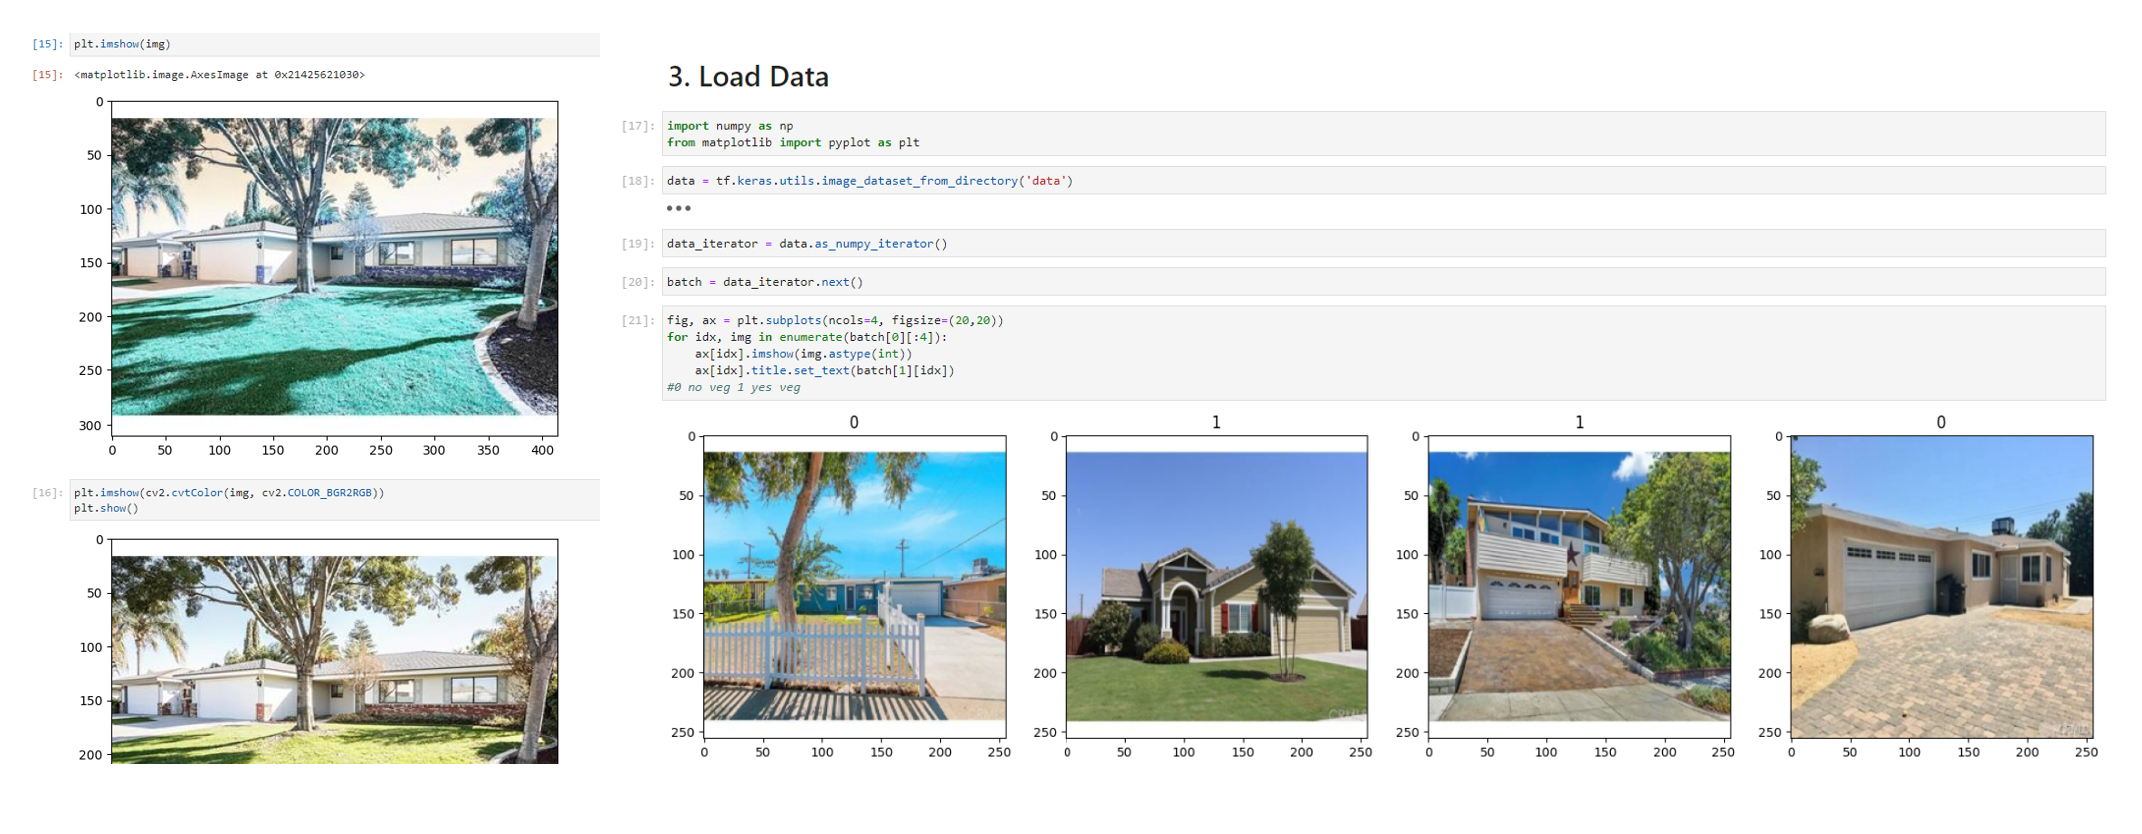 [15]: plt.imshow(img)
[15]: <matplotlib.image.AxesImage at 0x21425621030>
0
50
100
150
200
250
300
0 50 100 150 200 250 300 350 400
[16]: plt.imshow(cv2.cvtColor(img, cv2.COLOR_BGR2RGB))
plt.show()
0
50
100
150
200
3. Load Data
[17]: import numpy as np
from matplotlib import pyplot as plt
[18]: data = tf.keras.utils.image_dataset_from_directory('data')
•••
[19]: data_iterator = data.as_numpy_iterator()
[20]: batch = data_iterator.next()
[21]: fig, ax = plt.subplots(ncols=4, figsize=(20,20))
for idx, img in enumerate(batch[0][:4]):
    ax[idx].imshow(img.astype(int))
    ax[idx].title.set_text(batch[1][idx])
#0 no veg 1 yes veg
0
0
50
100
150
200
250
0 50 100 150 200 250
1
0
50
100
150
200
250
0 50 100 150 200 250
1
0
50
100
150
200
250
0 50 100 150 200 250
0
0
50
100
150
200
250
0 50 100 150 200 250